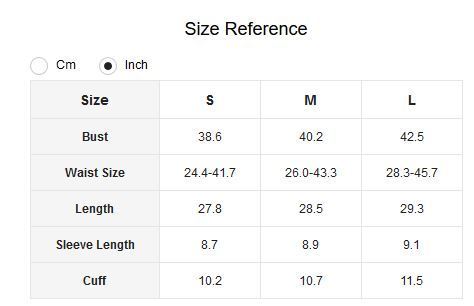 Size Reference
Cm Inch
Size S M L
Bust 38.6 40.2 42.5
Waist Size 24.4-41.7 26.0-43.3 28.3-45.7
Length 27.8 28.5 29.3
Sleeve Length 8.7 8.9 9.1
Cuff 10.2 10.7 11.5